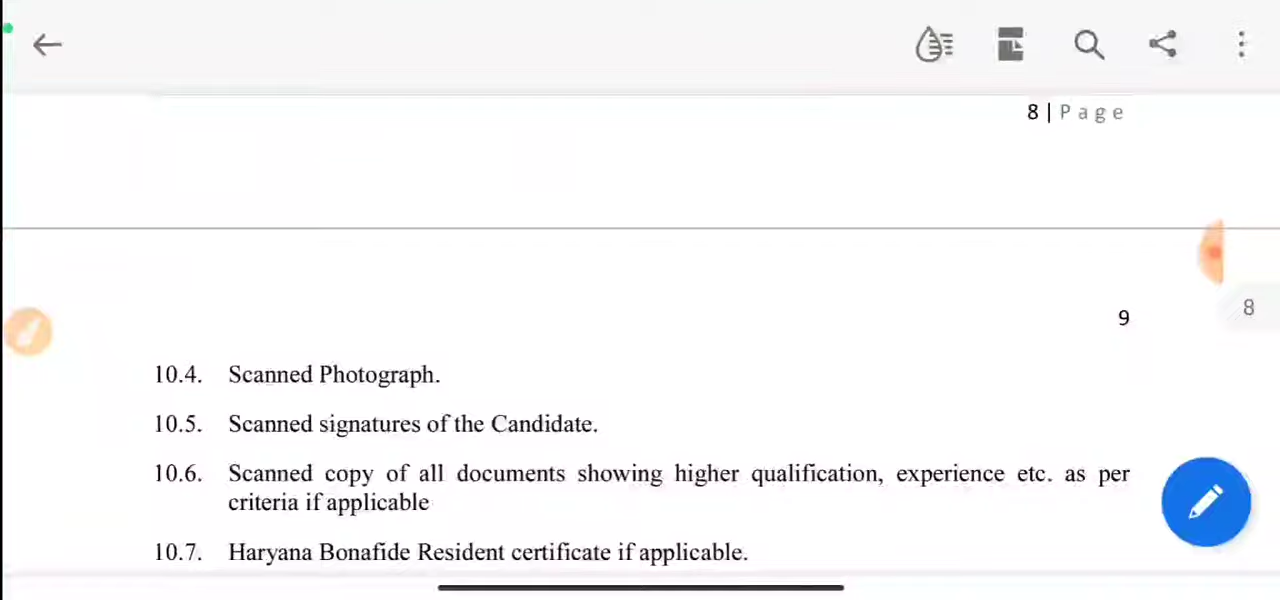 8 | Page
8
9
10.4. Scanned Photograph.
10.5. Scanned signatures of the Candidate.
10.6. Scanned copy of all documents showing higher qualification, experience etc. as per
criteria if applicable
10.7. Haryana Bonafide Resident certificate if applicable.